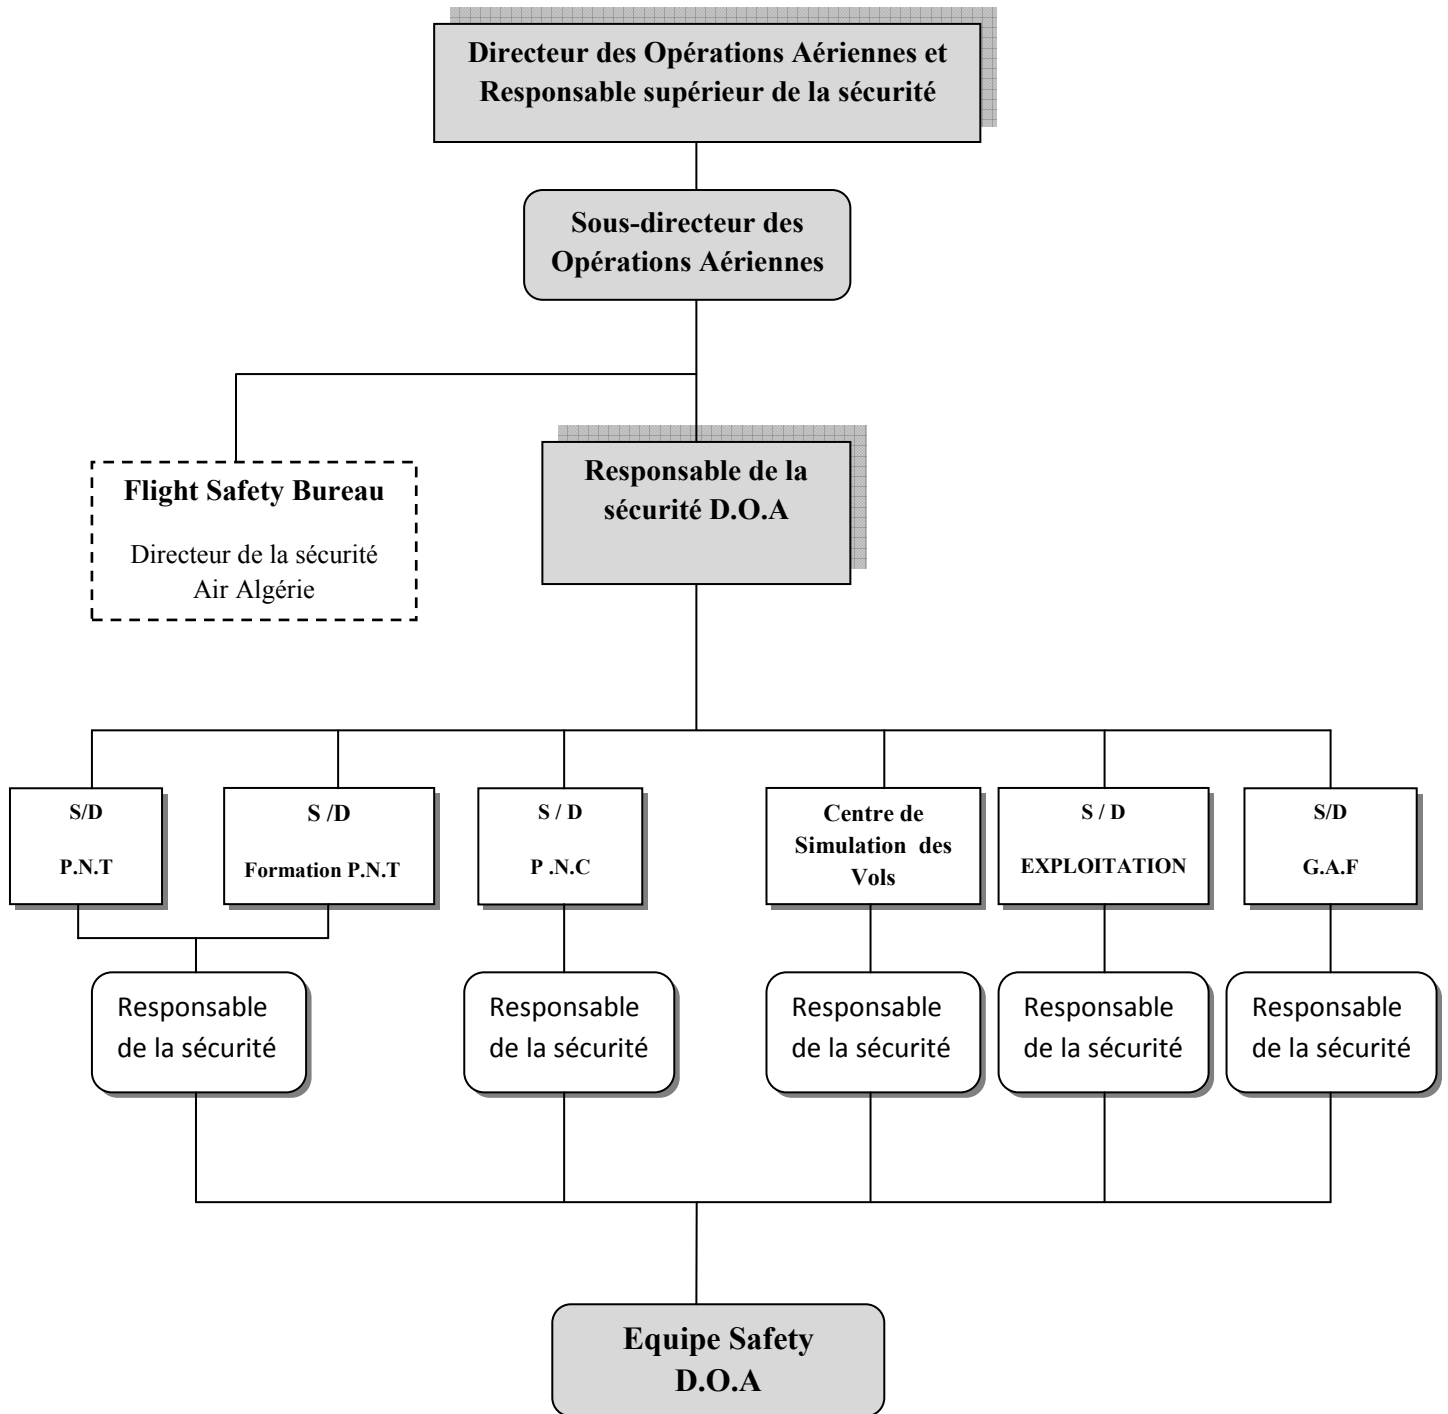 Directeur des Opérations Aériennes et
Responsable supérieur de la sécurité
Sous-directeur des
Opérations Aériennes
Flight Safety Bureau
Directeur de la sécurité
Air Algérie
Responsable de la
sécurité D.O.A
S/D
P.N.T
S /D
Formation P.N.T
S / D
P .N.C
Centre de
Simulation des
Vols
S / D
EXPLOITATION
S/D
G.A.F
Responsable
de la sécurité
Responsable
de la sécurité
Responsable
de la sécurité
Responsable
de la sécurité
Responsable
de la sécurité
Equipe Safety
D.O.A